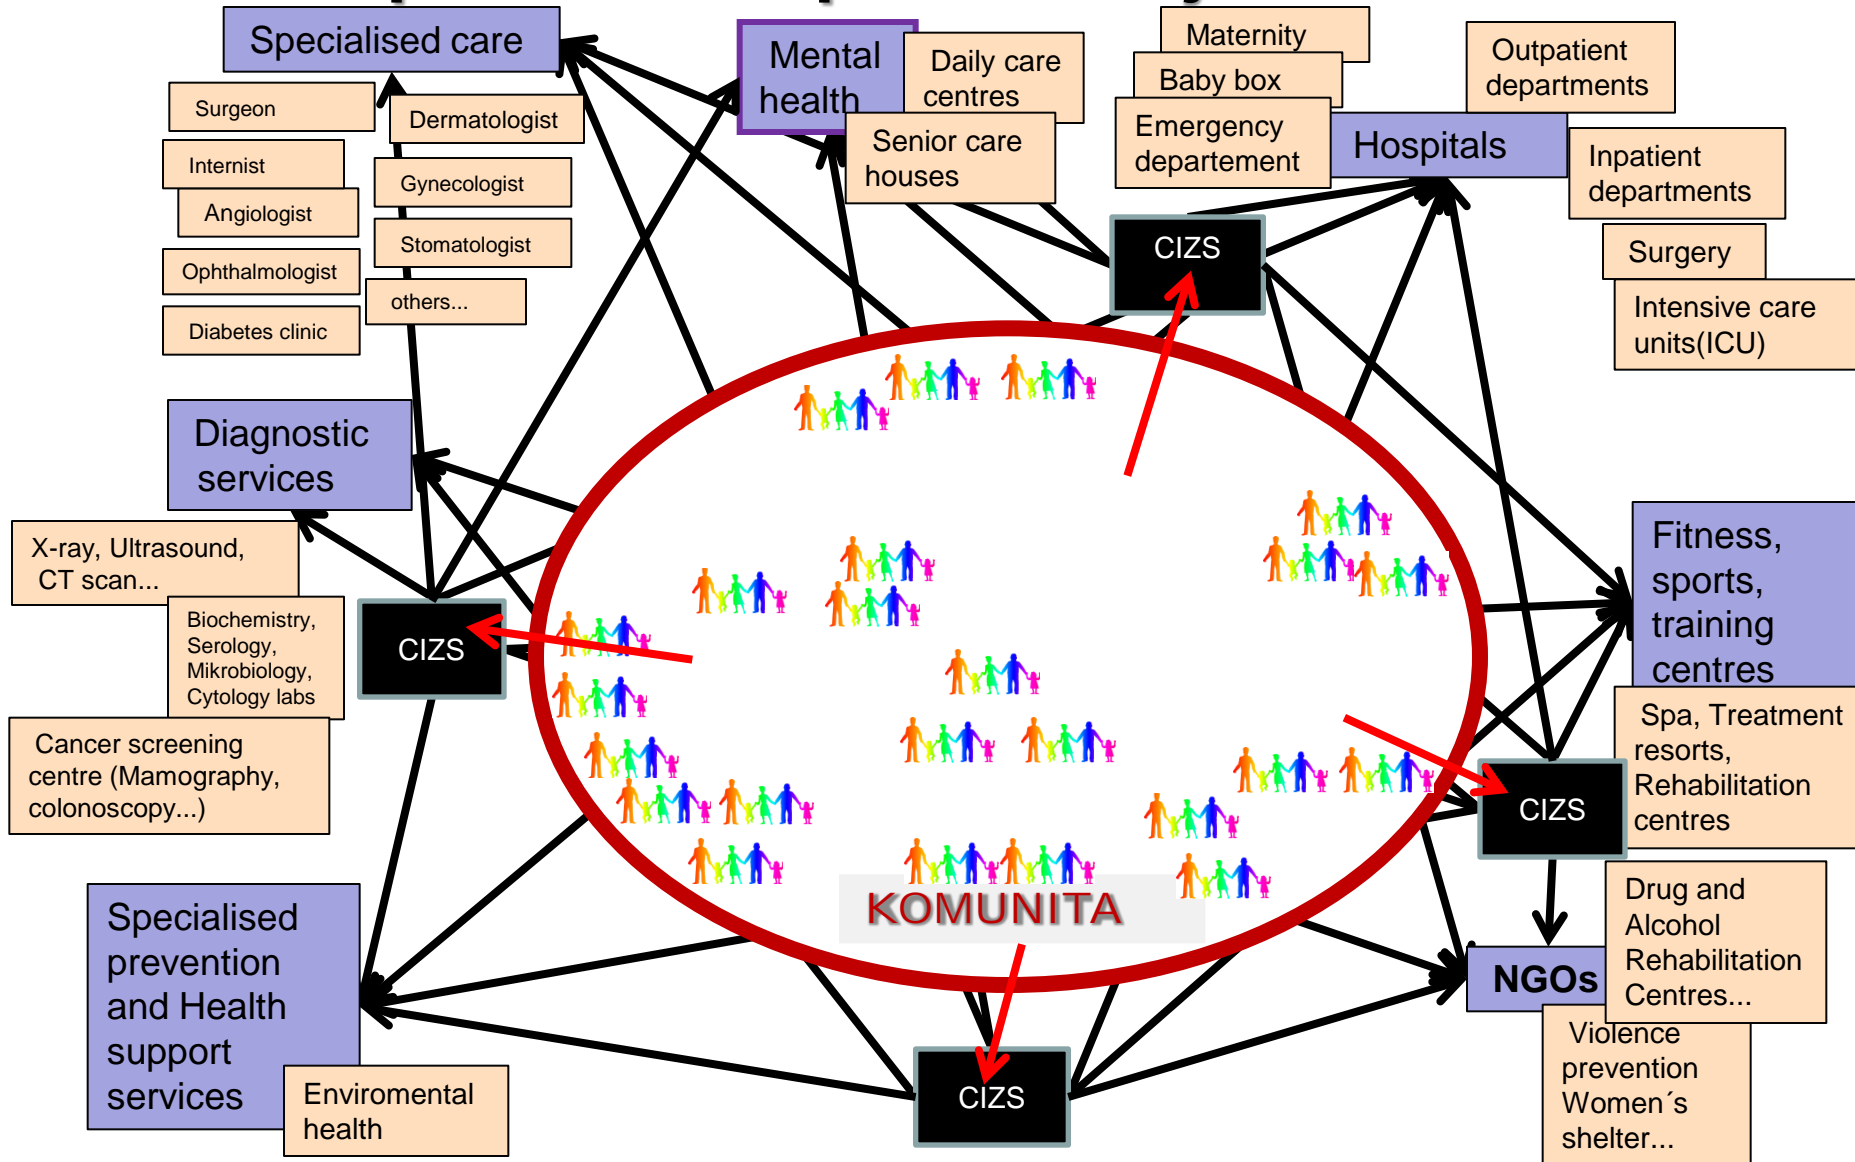 Specialised care
Surgeon
Dermatologist
Internist
Gynecologist
Angiologist
Stomatologist
Ophthalmologist
others...
Diabetes clinic
Mental
health
Daily care
centres
Senior care
houses
Maternity
Baby box
Emergency
departement
Hospitals
Outpatient
departments
Inpatient
departments
Surgery
Intensive care
units(ICU)
CIZS
Diagnostic
services
X-ray, Ultrasound,
CT scan...
Biochemistry,
Serology,
Mikrobiology,
Cytology labs
Cancer screening
centre (Mamography,
colonoscopy...)
CIZS
Fitness,
sports,
training
centres
Spa, Treatment
resorts,
Rehabilitation
centres
CIZS
KOMUNITA
Specialised
prevention
and Health
support
services
Enviromental
health
CIZS
NGOs
Drug and
Alcohol
Rehabilitation
Centres...
Violence
prevention
Women´s
shelter...